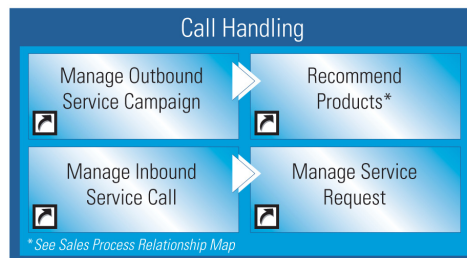 Call Handling
Manage Outbound
Service Campaign
Recommend
Products*
Manage Inbound
Service Call
Manage Service
Request
*See Sales Process Relationship Map